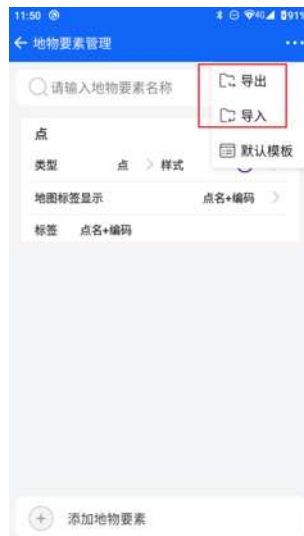 11:50
4G 91%
地物要素管理
请输入地物要素名称
导出
导入
默认模板
点
类型 点 样式
地图标签显示 点名+编码
标签 点名+编码
添加地物要素